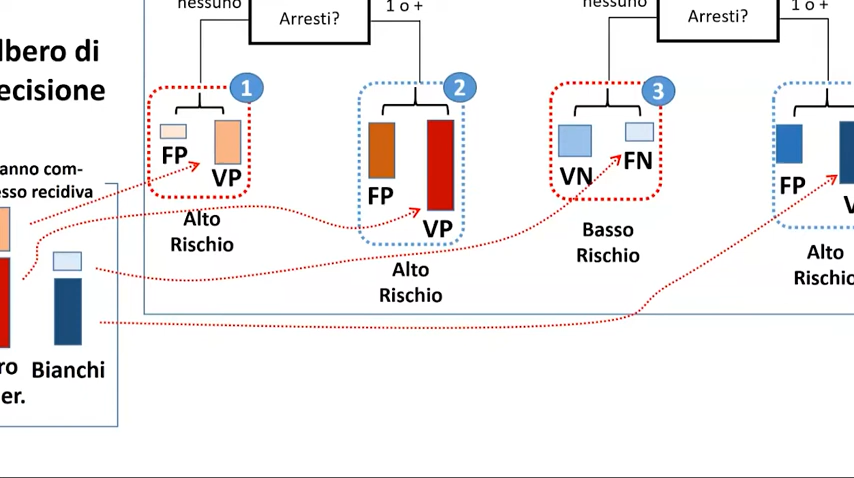 nessuno
Arresti?
1 o +
nessuno
Arresti?
1 o +
lbero di
ecisione
1
2
3
FP
VP
FP
VP
VN
FN
FP
V
anno com-
esso recidiva
Alto
Rischio
Alto
Rischio
Basso
Rischio
Alto
Rischio
ro
er.
Bianchi